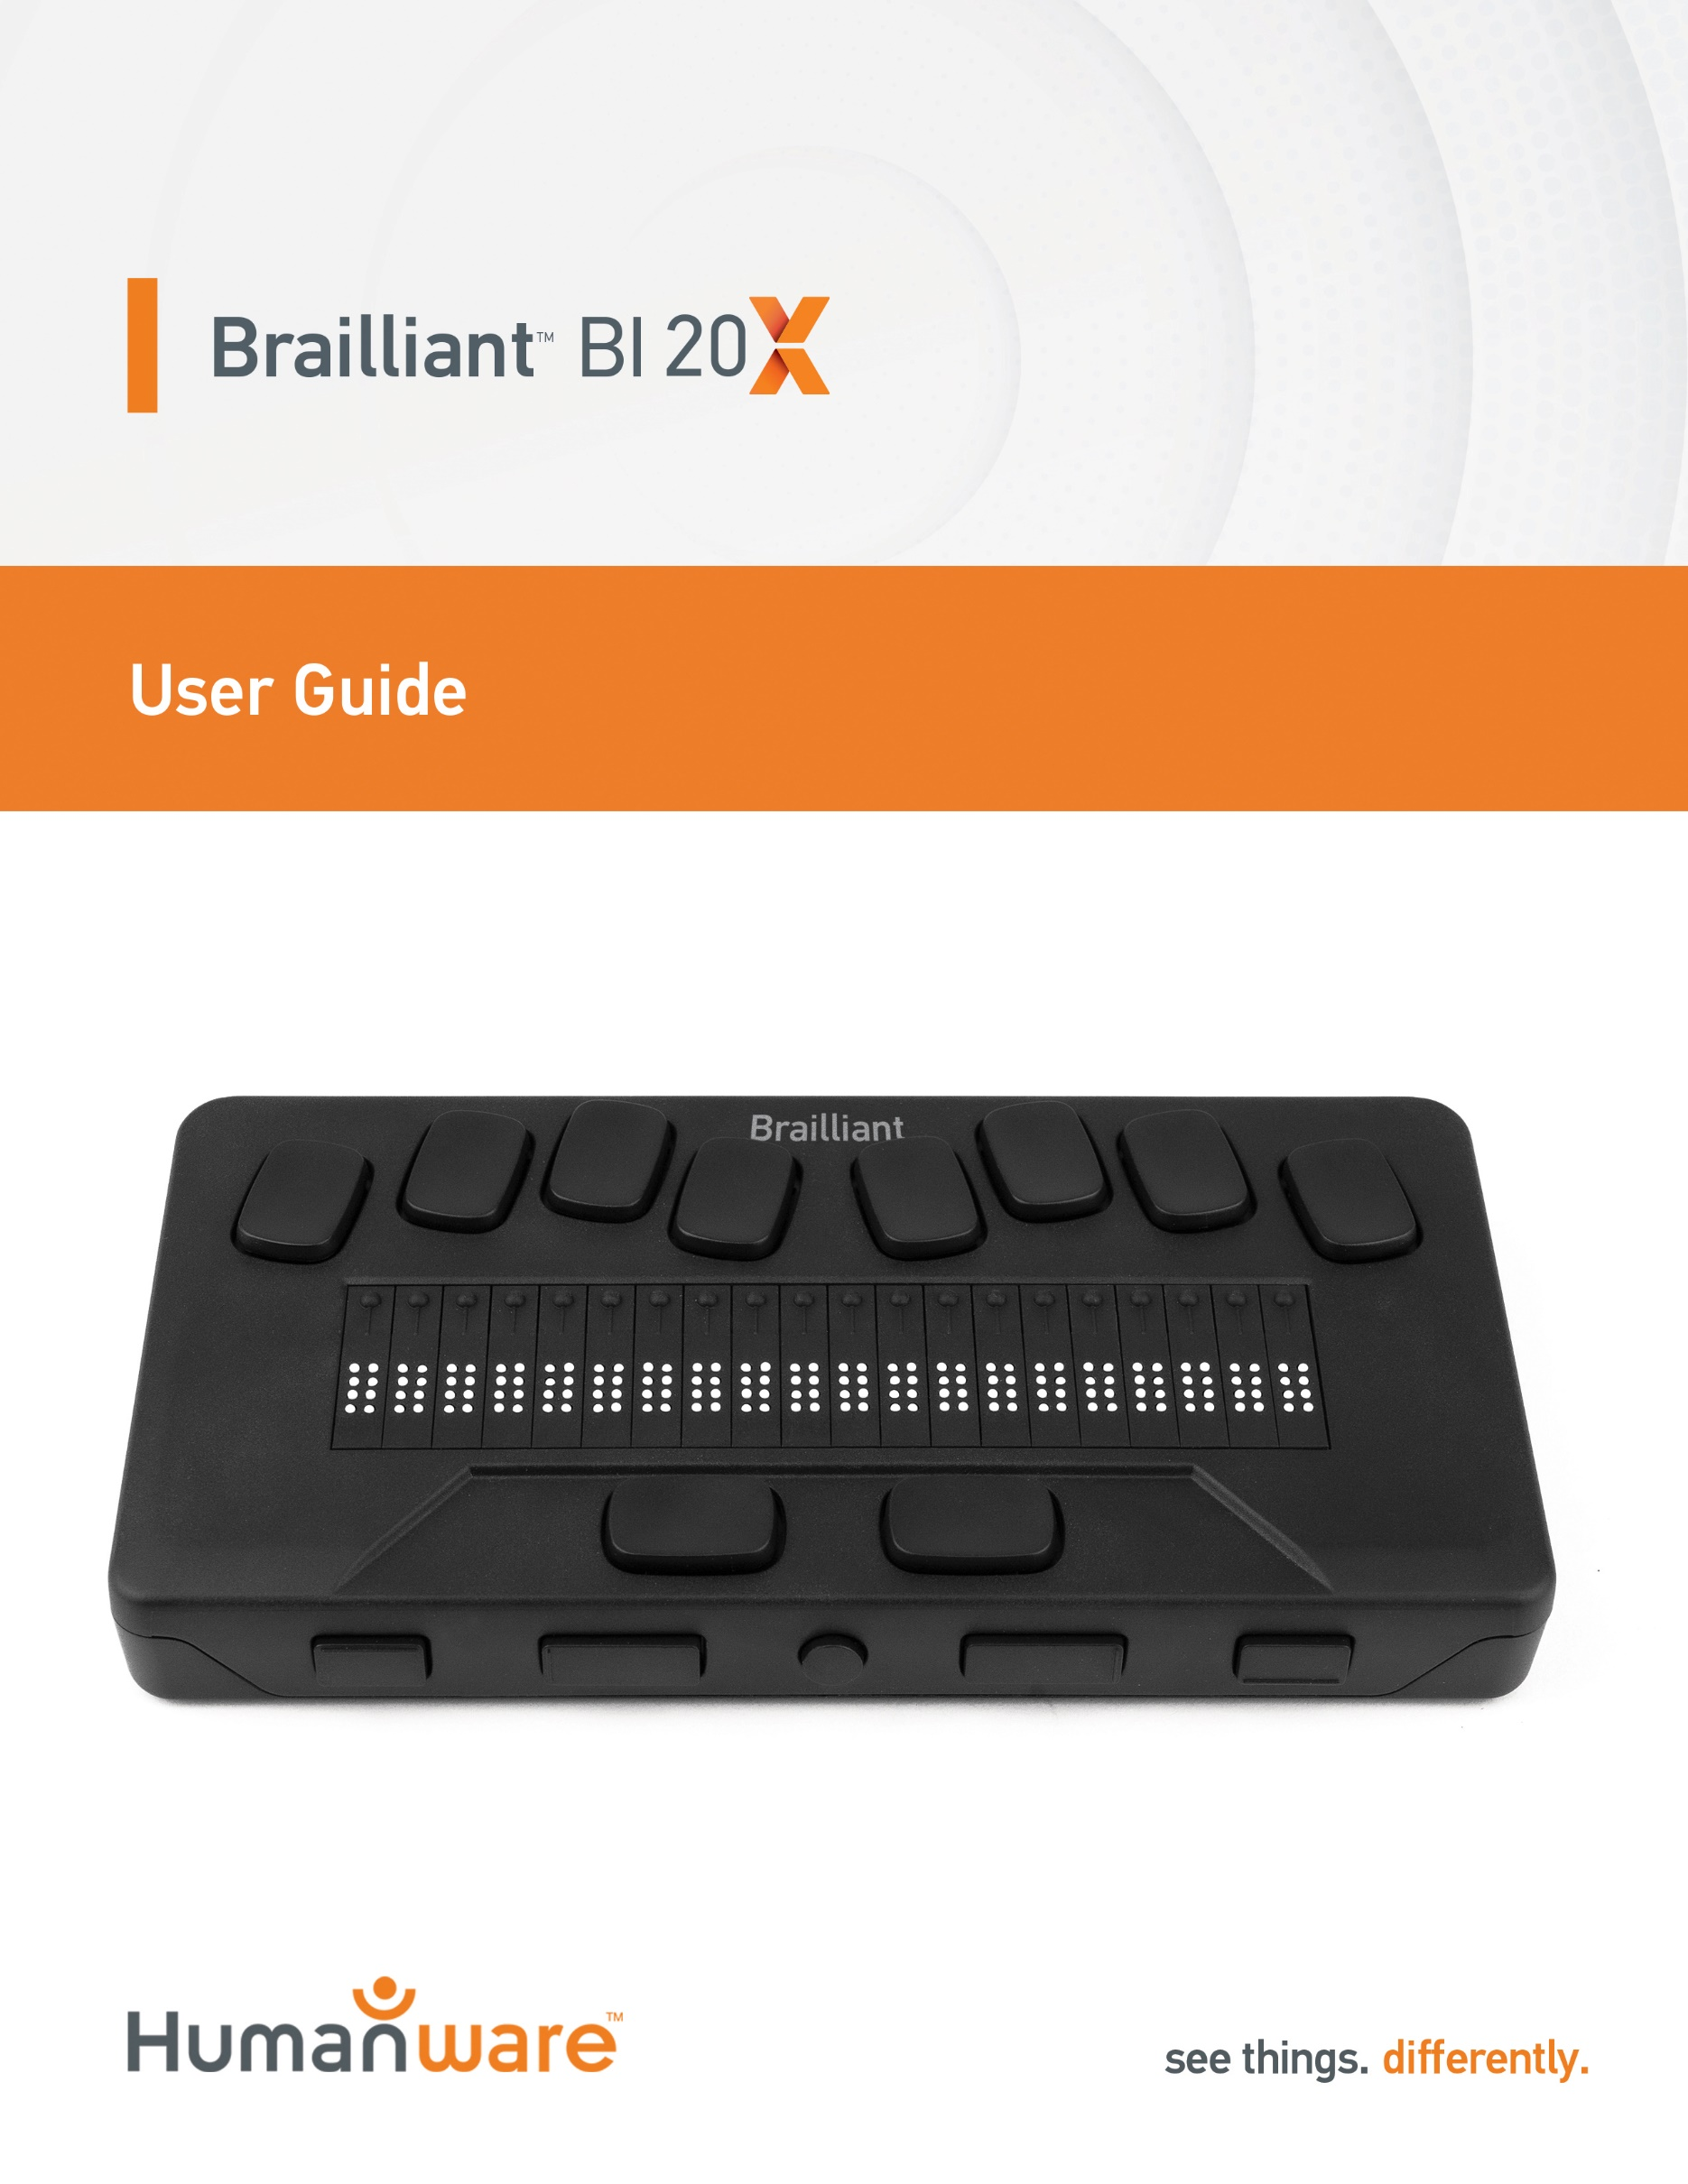 Brailliant™ BI 20X
User Guide
Brailliant
Humanware™
see things. differently.